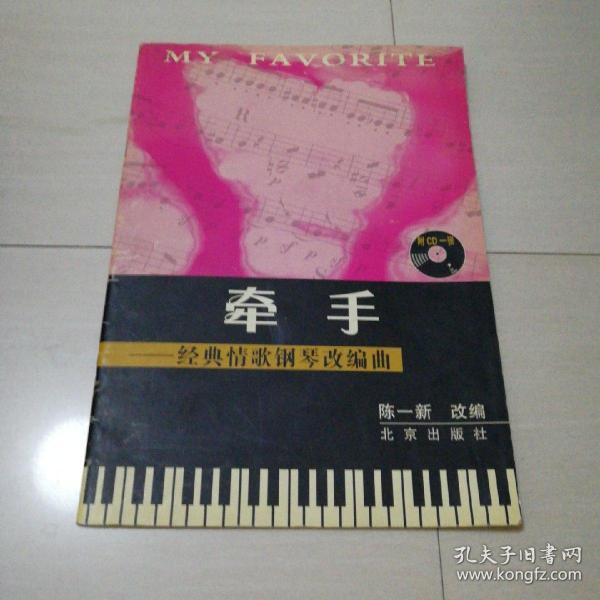 MY FAVORITE
附CD一张
牵手
——经典情歌钢琴改编曲
陈一新 改编
北京出版社
孔夫子旧书网
www.kongfz.com